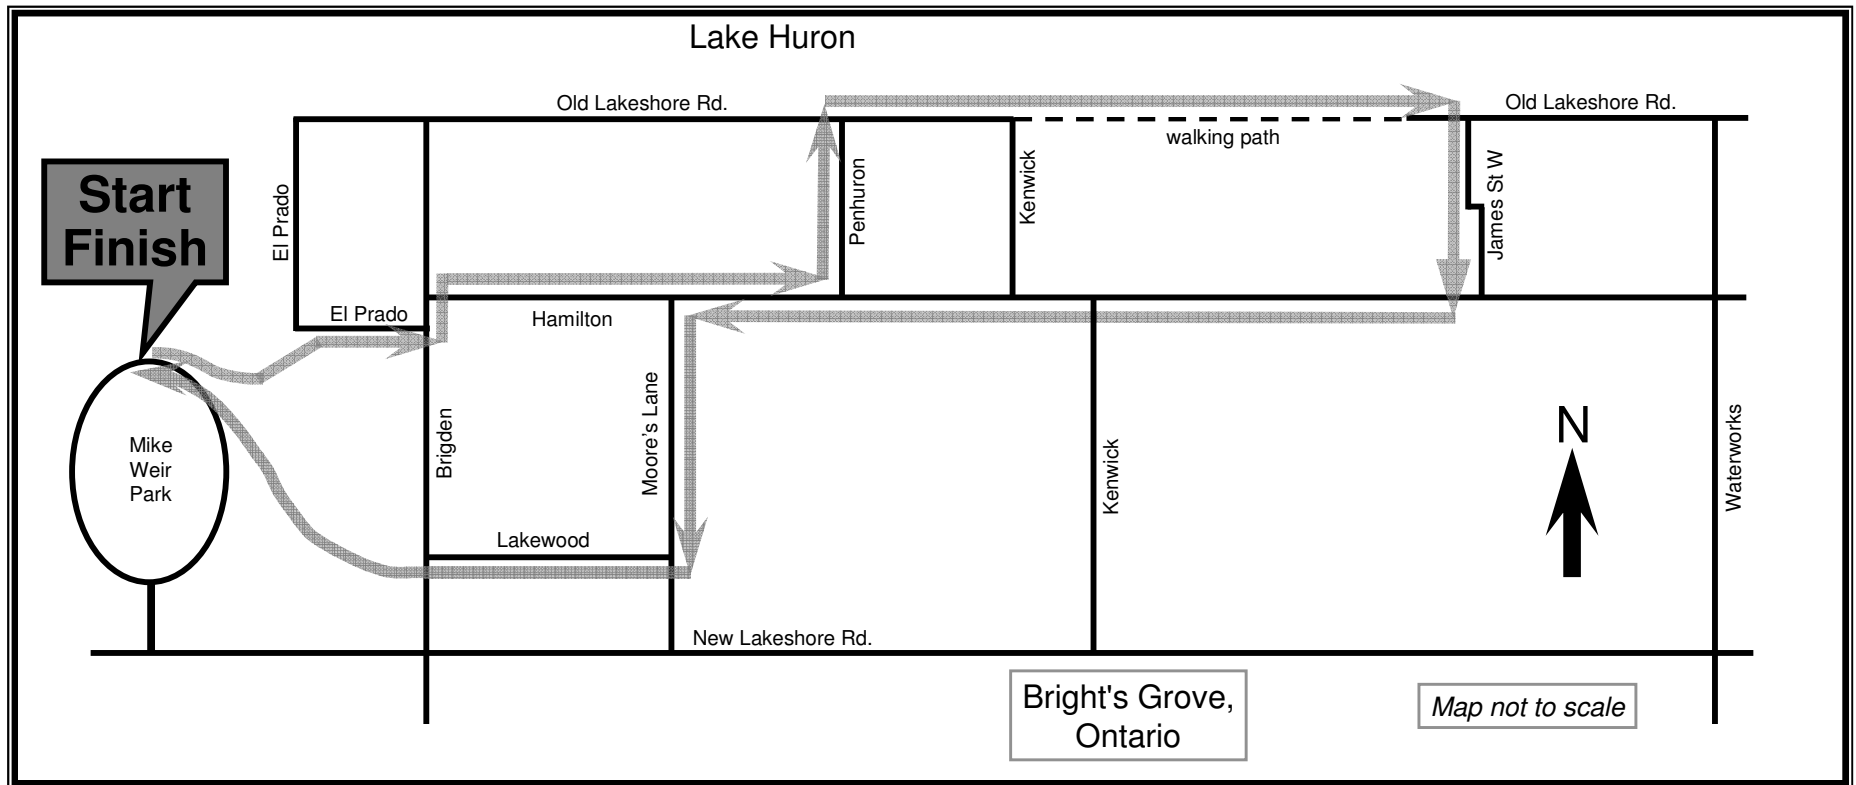 Lake Huron
Old Lakeshore Rd.
Old Lakeshore Rd.
walking path
Start
Finish
El Prado
Penhuron
Kenwick
James St W
El Prado
Hamilton
Mike
Weir
Park
Brigden
Moore's Lane
Kenwick
N
Waterworks
Lakewood
New Lakeshore Rd.
Bright's Grove,
Ontario
Map not to scale